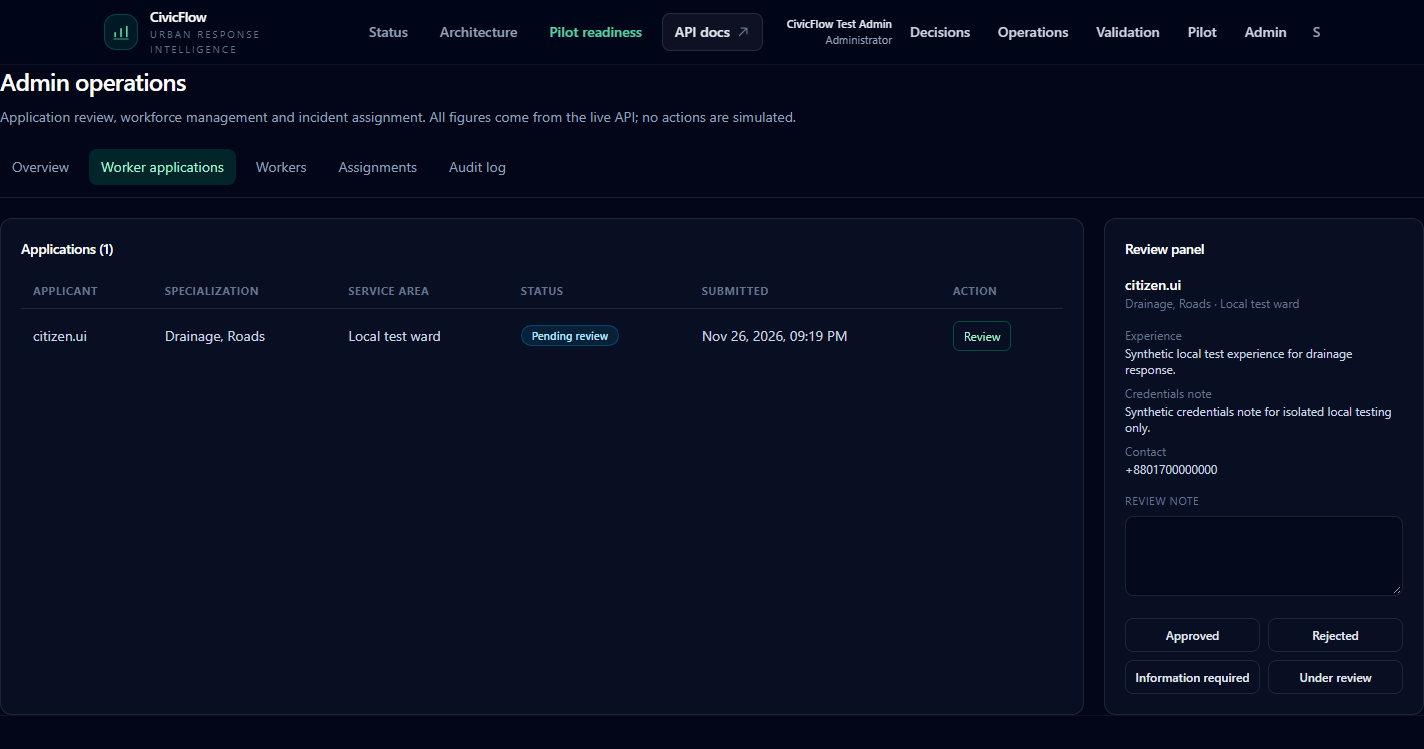 CivicFlow
URBAN RESPONSE
INTELLIGENCE
Status
Architecture
Pilot readiness
API docs ↗
CivicFlow Test Admin
Administrator
Decisions
Operations
Validation
Pilot
Admin
S
Admin operations
Application review, workforce management and incident assignment. All figures come from the live API; no actions are simulated.
Overview
Worker applications
Workers
Assignments
Audit log
Applications (1)
APPLICANT SPECIALIZATION SERVICE AREA STATUS SUBMITTED ACTION
citizen.ui Drainage, Roads Local test ward Pending review Nov 26, 2026, 09:19 PM Review
Review panel
citizen.ui
Drainage, Roads · Local test ward
Experience
Synthetic local test experience for drainage
response.
Credentials note
Synthetic credentials note for isolated local testing
only.
Contact
+8801700000000
REVIEW NOTE
Approved
Rejected
Information required
Under review